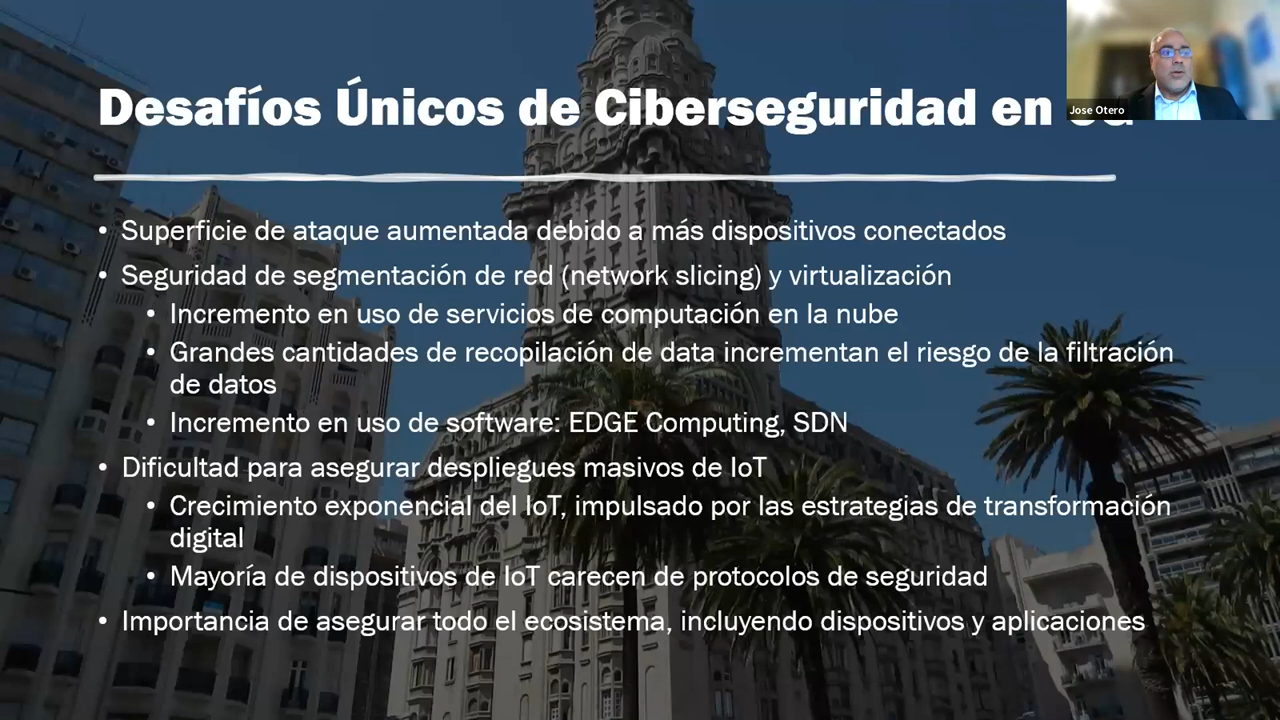 Desafíos Únicos de Ciberseguridad en
Jose Otero
• Superficie de ataque aumentada debido a más dispositivos conectados
• Seguridad de segmentación de red (network slicing) y virtualización
• Incremento en uso de servicios de computación en la nube
• Grandes cantidades de recopilación de data incrementan el riesgo de la filtración
de datos
• Incremento en uso de software: EDGE Computing, SDN
• Dificultad para asegurar despliegues masivos de IoT
• Crecimiento exponencial del IoT, impulsado por las estrategias de transformación
digital
• Mayoría de dispositivos de IoT carecen de protocolos de seguridad
• Importancia de asegurar todo el ecosistema, incluyendo dispositivos y aplicaciones